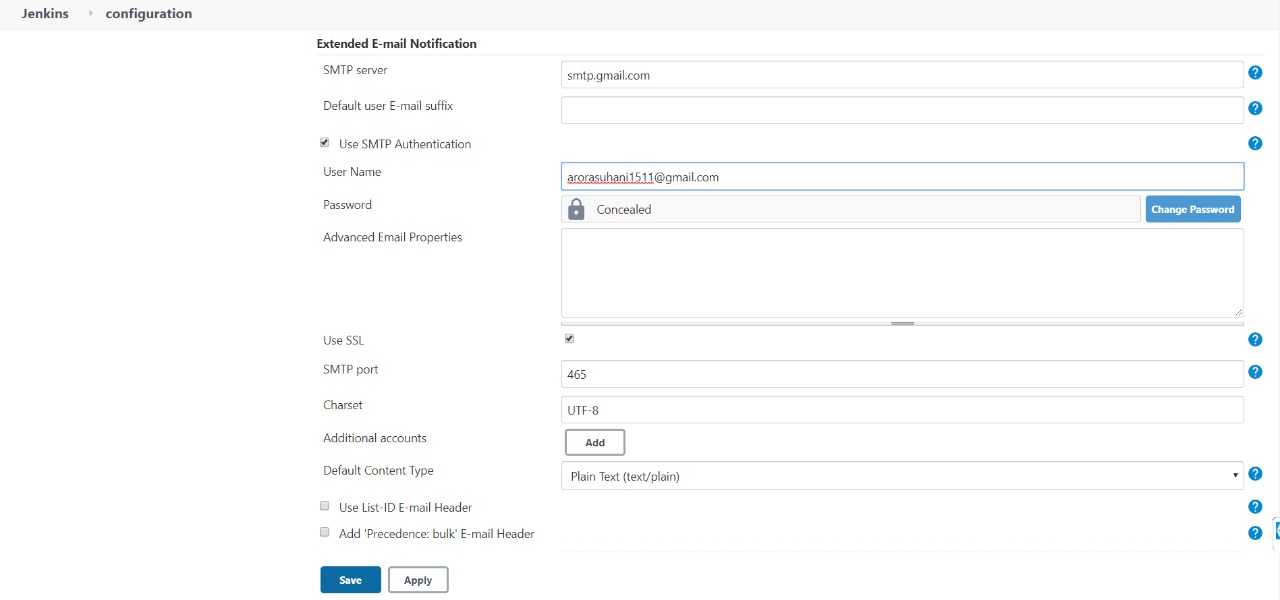 Jenkins configuration
Extended E-mail Notification
SMTP server smtp.gmail.com
Default user E-mail suffix
Use SMTP Authentication
User Name arorasuhani1511@gmail.com
Password Concealed Change Password
Advanced Email Properties
Use SSL
SMTP port 465
Charset UTF-8
Additional accounts Add
Default Content Type Plain Text (text/plain)
Use List-ID E-mail Header
Add 'Precedence: bulk' E-mail Header
Save Apply